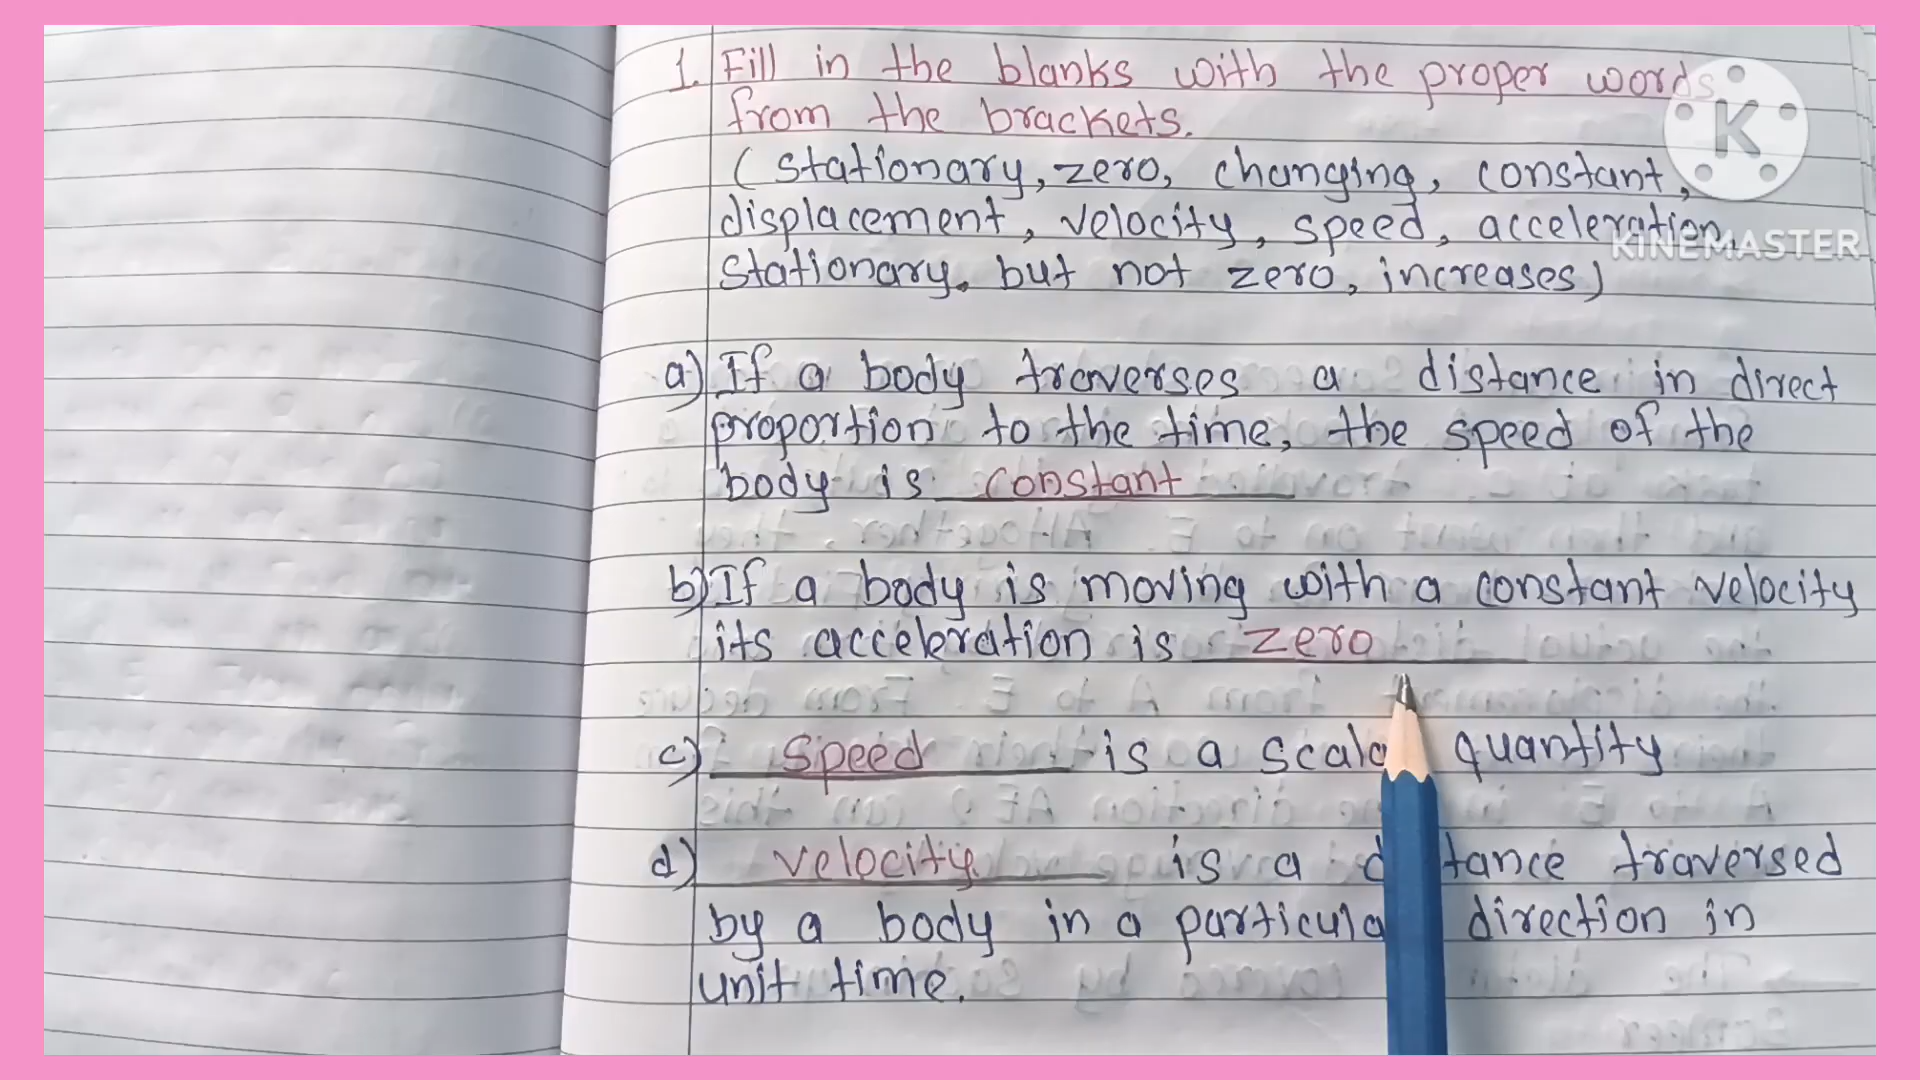 1. Fill in the blanks with the proper words
from the brackets.
(stationary, zero, changing, constant,
displacement, velocity, speed, acceleration,
stationary. but not zero, increases)
a) If a body traverses a distance in direct
proportion to the time, the speed of the
body is constant
b) If a body is moving with a constant velocity
its acceleration is zero
c) speed is a quantity
d) velocity. is a traversed
by a body in a direction in
unit time.
K
KINEMASTER